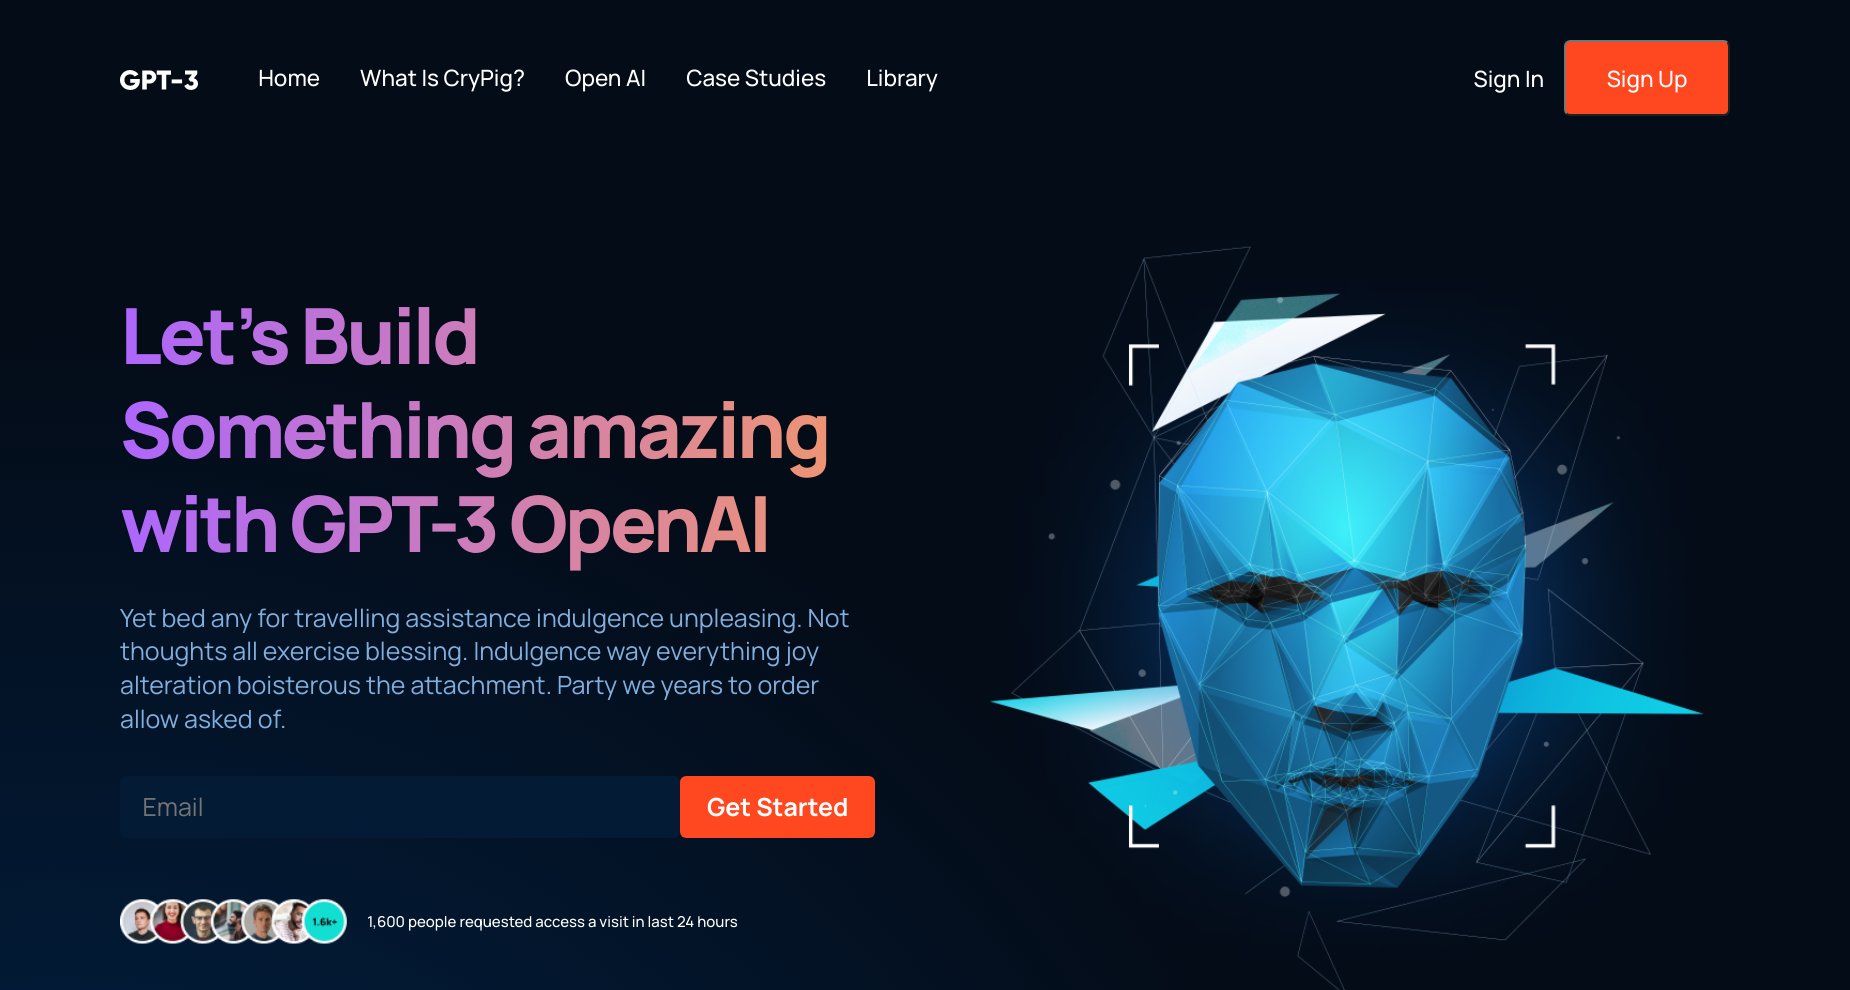 GPT-3
Home
What Is CryPig?
Open AI
Case Studies
Library
Sign In
Sign Up
Let’s Build
Something amazing
with GPT-3 OpenAI
Yet bed any for travelling assistance indulgence unpleasing. Not
thoughts all exercise blessing. Indulgence way everything joy
alteration boisterous the attachment. Party we years to order
allow asked of.
Email
Get Started
1.6k+
1,600 people requested access a visit in last 24 hours